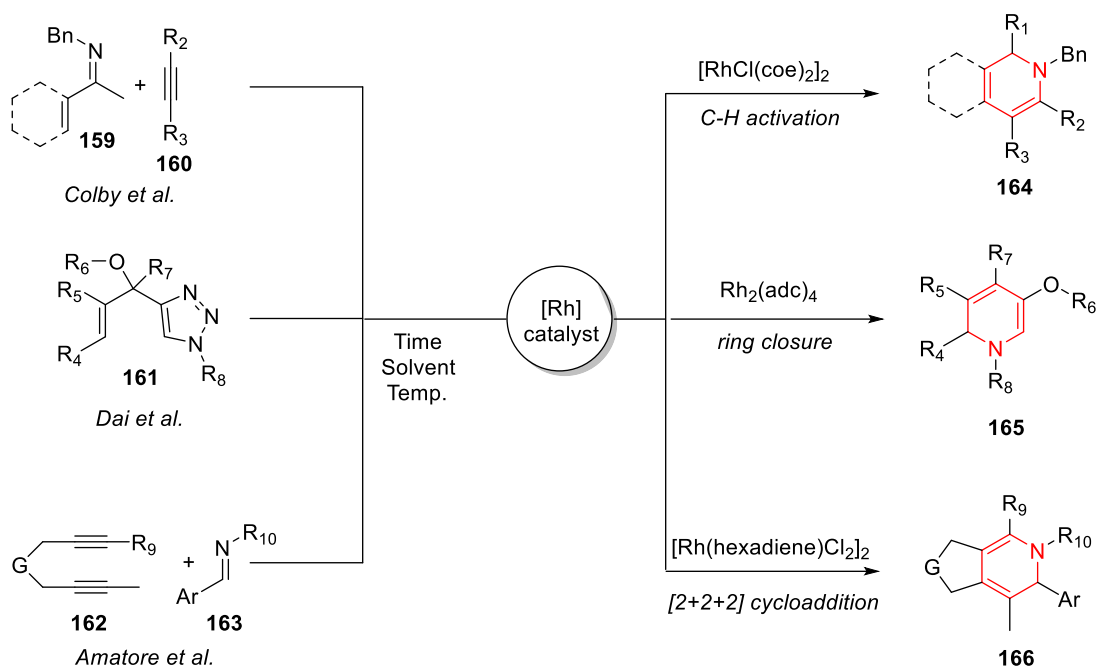 Bn
N
R2
+
R3
159
160
Colby et al.
[RhCl(coe)2]2
C-H activation
R1
N
Bn
R2
R3
164
R6
O
R7
R5
N
N
N
R4
R8
161
Dai et al.
Time
Solvent
Temp.
[Rh]
catalyst
Rh2(adc)4
ring closure
R7
R5
O
R6
R4
N
R8
165
G
R9
+
N
R10
Ar
162
163
Amatore et al.
[Rh(hexadiene)Cl2]2
[2+2+2] cycloaddition
R9
R10
N
G
Ar
166